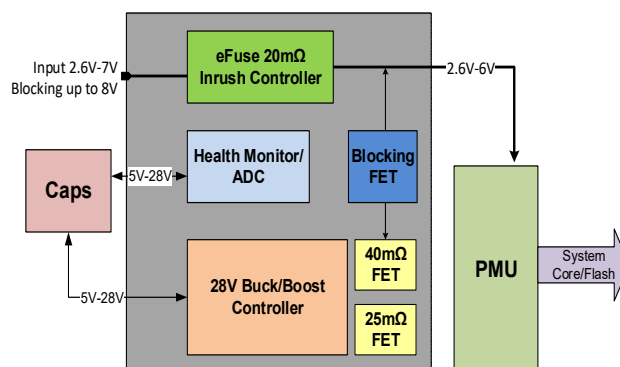 eFuse 20mΩ
Inrush Controller
Input 2.6V-7V
Blocking up to 8V
2.6V-6V
Health Monitor/
ADC
Blocking
FET
5V-28V
Caps
40mΩ
FET
28V Buck/Boost
Controller
5V-28V
25mΩ
FET
PMU
System
Core/Flash